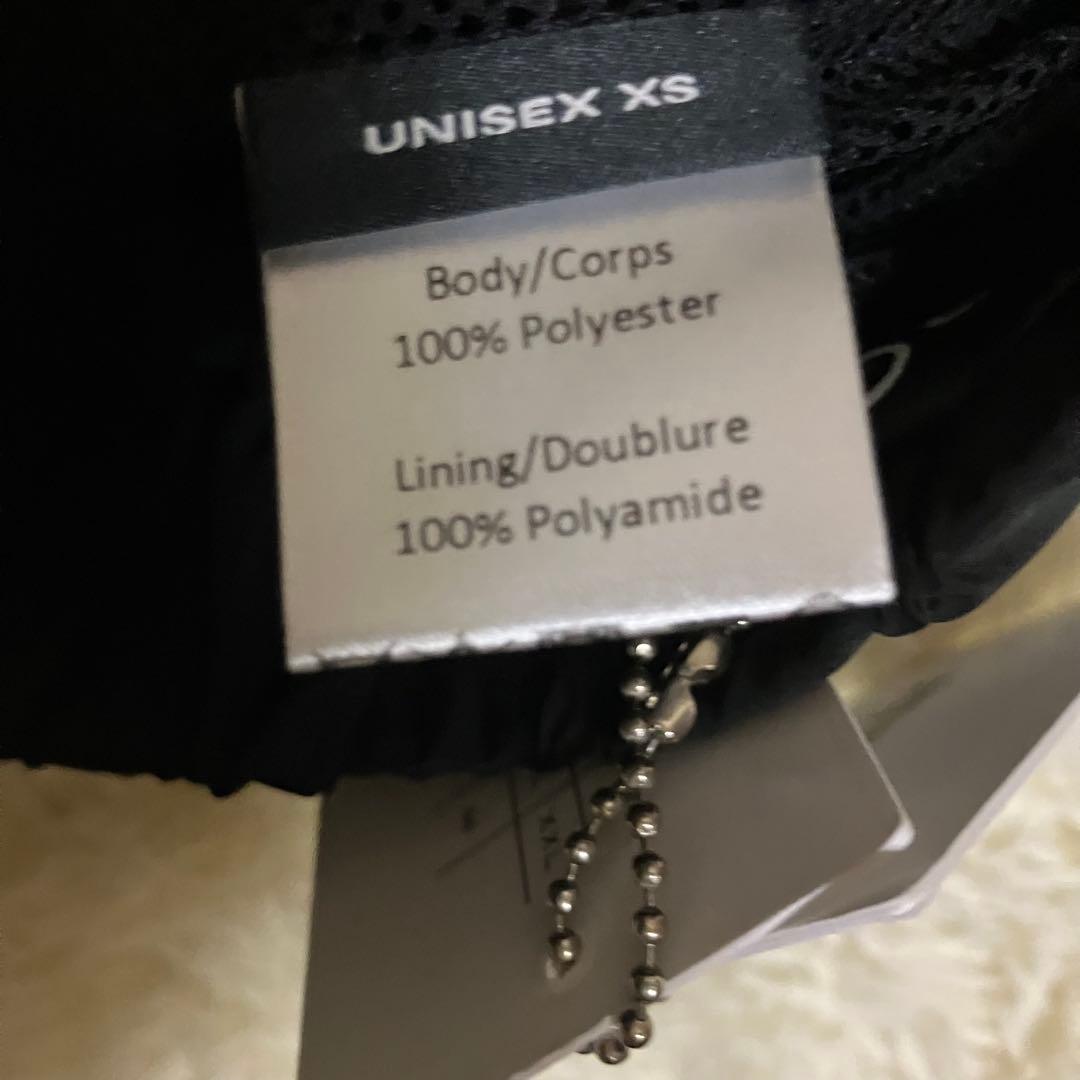 UNISEX XS
Body/Corps
100% Polyester
Lining/Doublure
100% Polyamide